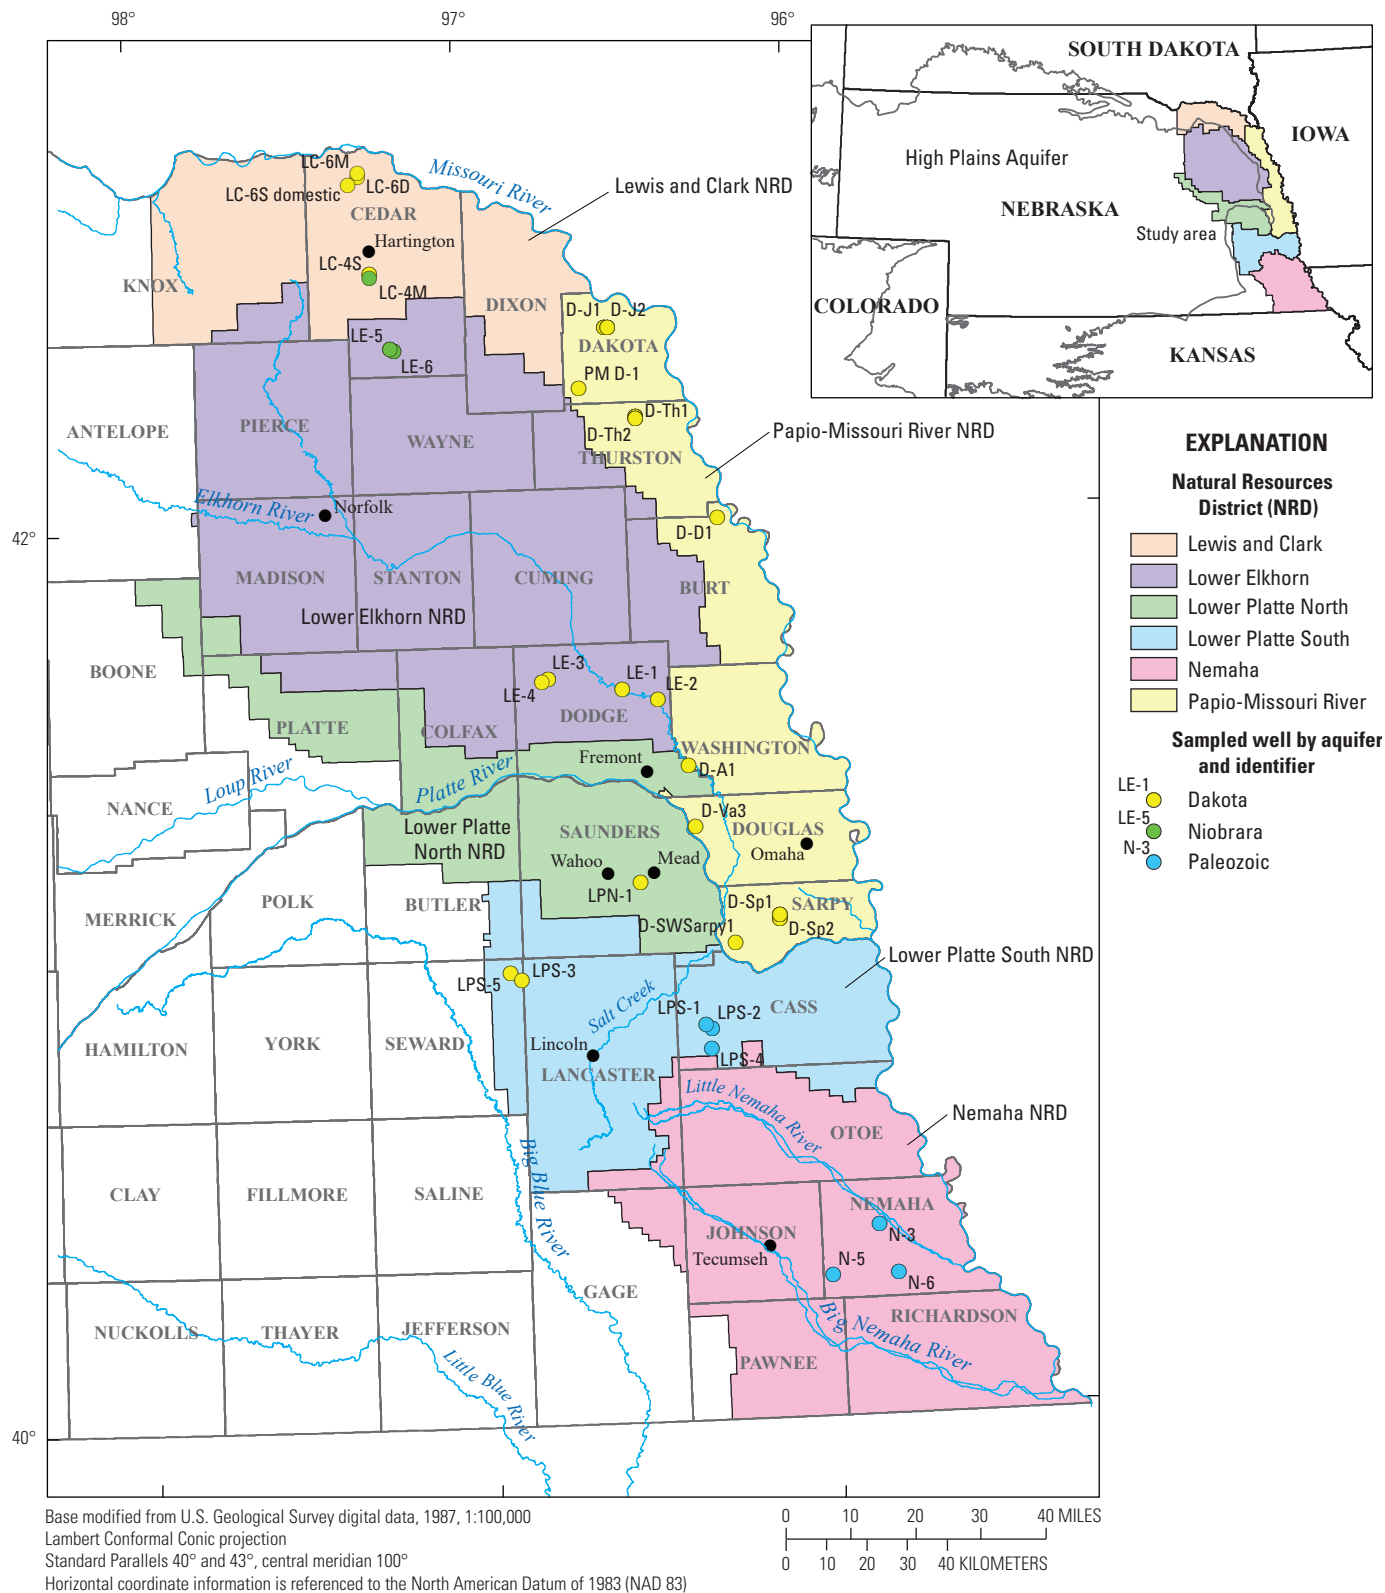 98°
97°
96°
SOUTH DAKOTA
IOWA
High Plains Aquifer
NEBRASKA
Study area
COLORADO
KANSAS
LC-6M
LC-6D
LC-6S domestic
CEDAR
Missouri River
Lewis and Clark NRD
Hartington
LC-4S
LC-4M
KNOX
DIXON
D-J1
D-J2
DAKOTA
LE-5
LE-6
PM D-1
D-Th1
D-Th2
THURSTON
Papio-Missouri River NRD
ANTELOPE
PIERCE
WAYNE
Elkhorn River
Norfolk
D-D1
42°
MADISON
STANTON
CUMING
BURT
Lower Elkhorn NRD
BOONE
LE-3
LE-4
LE-1
LE-2
DODGE
PLATTE
COLFAX
WASHINGTON
Fremont
D-A1
Loup River
Platte River
NANCE
D-Va3
Lower Platte
North NRD
SAUNDERS
DOUGLAS
Omaha
Wahoo
Mead
LPN-1
MERRICK
POLK
BUTLER
D-Sp1
SARPY
D-Sp2
D-SWSarpy1
Lower Platte South NRD
LPS-3
LPS-5
Salt Creek
LPS-1
LPS-2
CASS
LPS-4
HAMILTON
YORK
SEWARD
Lincoln
LANCASTER
Little Nemaha River
Nemaha NRD
OTOE
Big Blue River
CLAY
FILLMORE
SALINE
NEMAHA
N-3
JOHNSON
Tecumseh
N-5
N-6
GAGE
RICHARDSON
Big Nemaha River
NUCKOLLS
THAYER
JEFFERSON
PAWNEE
Little Blue River
40°
EXPLANATION
Natural Resources
District (NRD)
Lewis and Clark
Lower Elkhorn
Lower Platte North
Lower Platte South
Nemaha
Papio-Missouri River
Sampled well by aquifer
and identifier
LE-1
Dakota
LE-5
Niobrara
N-3
Paleozoic
Base modified from U.S. Geological Survey digital data, 1987, 1:100,000
Lambert Conformal Conic projection
Standard Parallels 40° and 43°, central meridian 100°
Horizontal coordinate information is referenced to the North American Datum of 1983 (NAD 83)
0 10 20 30 40 MILES
0 10 20 30 40 KILOMETERS